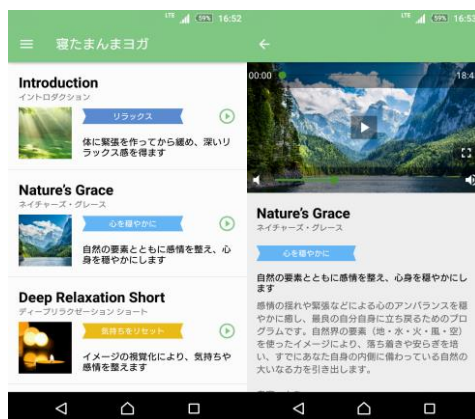 LTE 59% 16:52
寝たまんまヨガ
Introduction
イントロダクション
リラックス
体に緊張を作ってから緩め、深いリ
ラックス感を得ます
Nature's Grace
ネイチャーズ・グレース
心を穏やかに
自然の要素とともに感情を整え、心
身を穏やかにします
Deep Relaxation Short
ディープリラクゼーション ショート
気持ちをリセット
イメージの視覚化により、気持ちや
感情を整えます
LTE 59% 16:53
00:00
18:4
Nature's Grace
ネイチャーズ・グレース
心を穏やかに
自然の要素とともに感情を整え、心身を穏やかにし
ます
感情の揺れや緊張などによる心のアンバランスを穏
やかに癒し、最良の自分自身に立ち戻るためのプロ
グラムです。自然界の要素（地・水・火・風・空）
を使ったイメージにより、落ち着きや安らぎを培
い、すでにあなた自身の内側に備わっている自然の
大いなる力を引き出します。